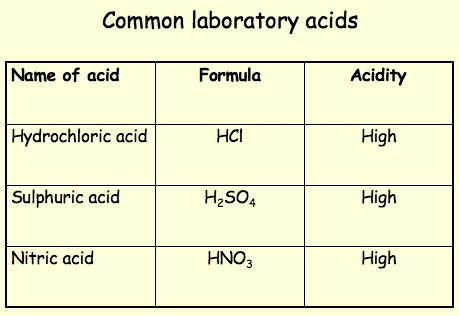 Common laboratory acids
Name of acid Formula Acidity
Hydrochloric acid HCl High
Sulphuric acid H₂SO₄ High
Nitric acid HNO₃ High